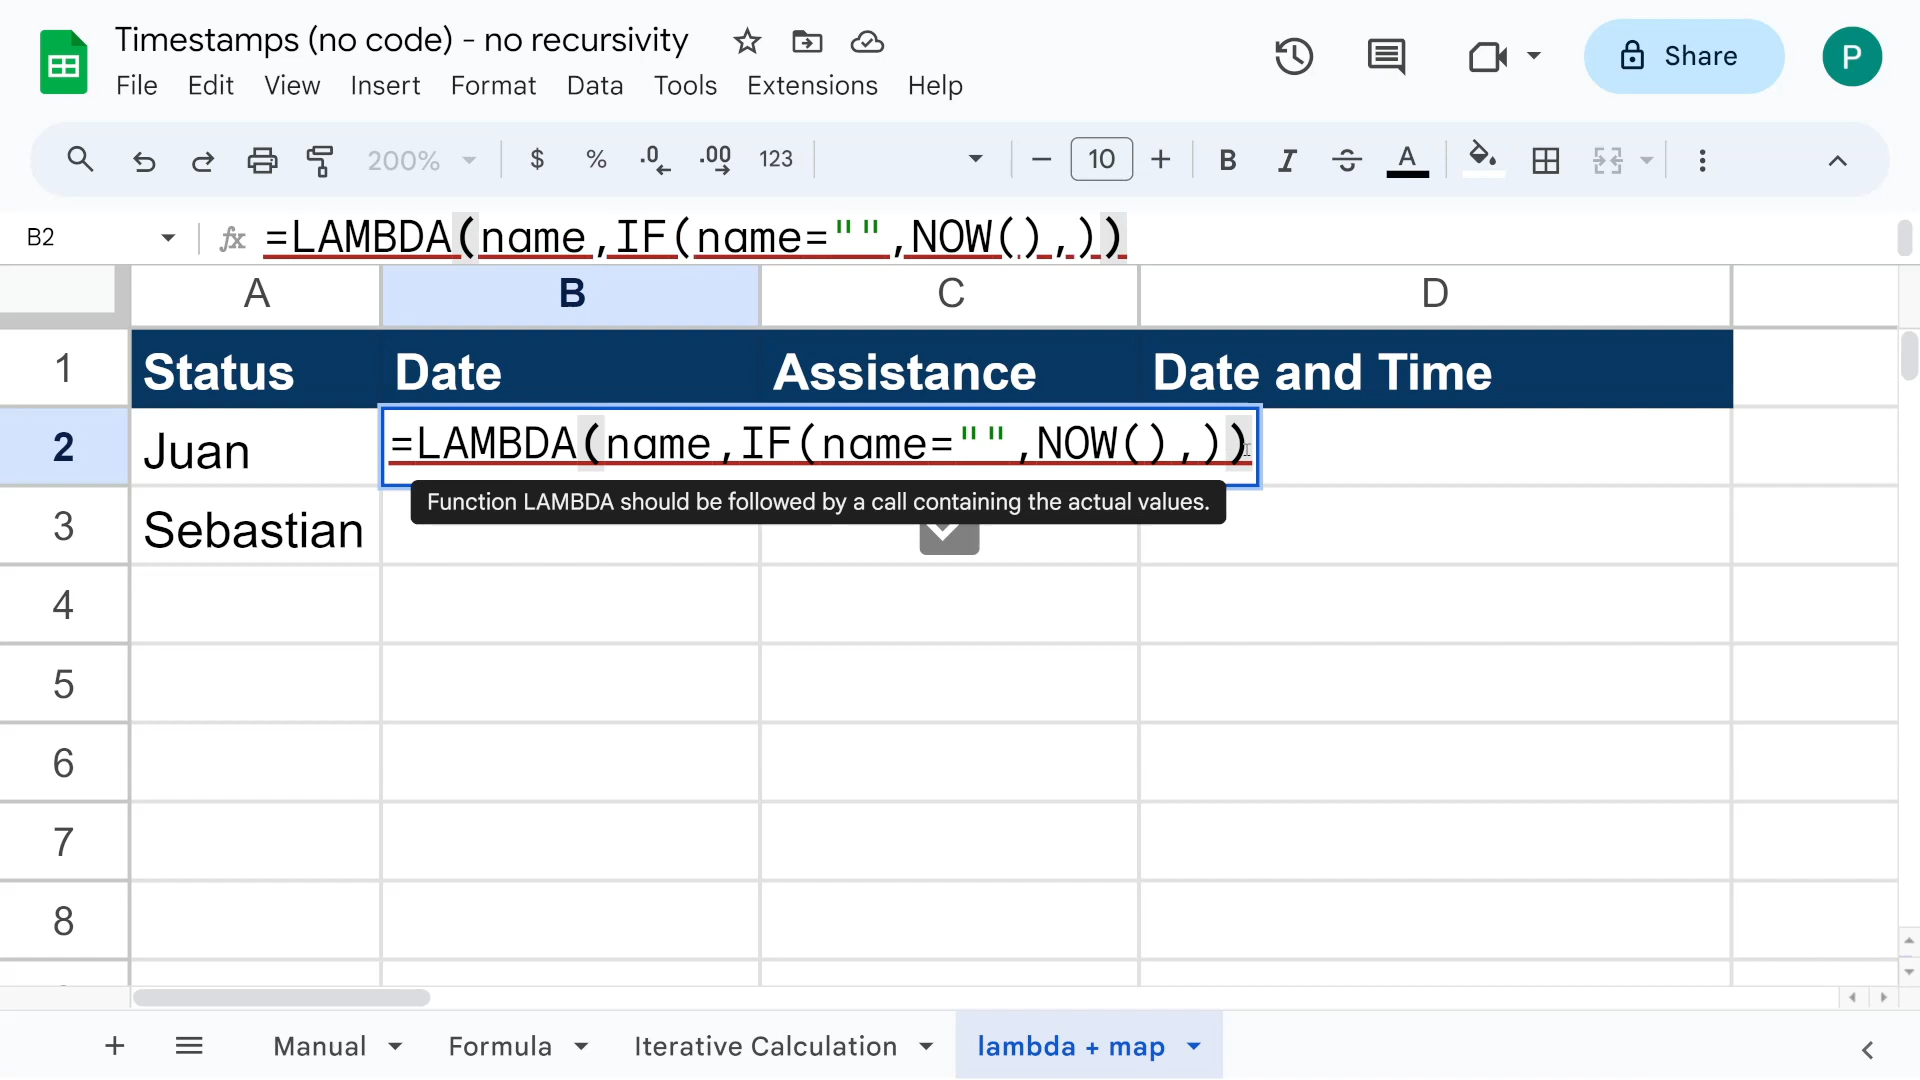 Timestamps (no code) - no recursivity
File Edit View Insert Format Data Tools Extensions Help
Share
P
200% $ % .0 .00 123 10 B I A
B2 fx =LAMBDA(name,IF(name="",NOW(),))
A B C D
1 Status Date Assistance Date and Time
2 Juan =LAMBDA(name,IF(name="",NOW(),))
Function LAMBDA should be followed by a call containing the actual values.
3 Sebastian
4
5
6
7
8
Manual Formula Iterative Calculation lambda + map